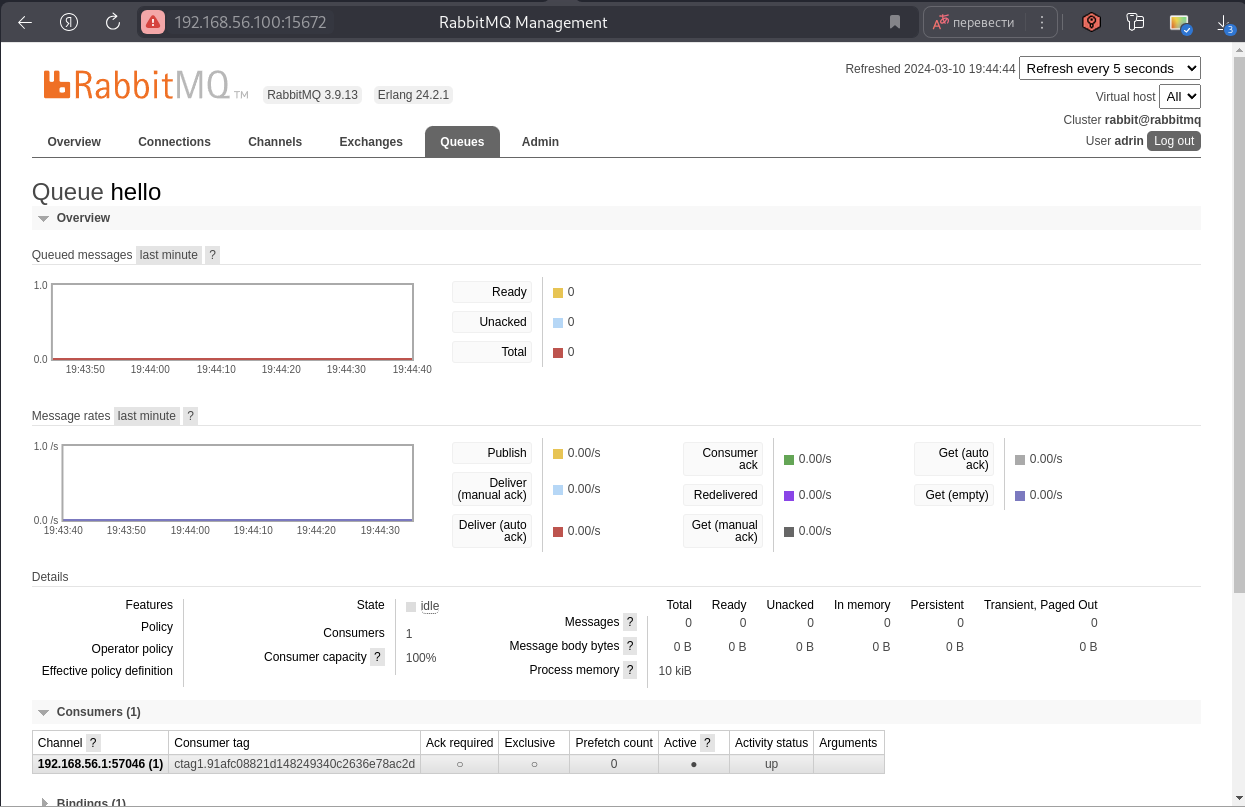 192.168.56.100:15672
RabbitMQ Management
перевести
3
RabbitMQ TM
RabbitMQ 3.9.13
Erlang 24.2.1
Refreshed 2024-03-10 19:44:44
Refresh every 5 seconds
Virtual host All
Cluster rabbit@rabbitmq
User adrin Log out
Overview
Connections
Channels
Exchanges
Queues
Admin
Queue hello
Overview
Queued messages last minute ?
1.0
0.0
19:43:50 19:44:00 19:44:10 19:44:20 19:44:30 19:44:40
Ready 0
Unacked 0
Total 0
Message rates last minute ?
1.0 /s
0.0 /s
19:43:40 19:43:50 19:44:00 19:44:10 19:44:20 19:44:30
Publish 0.00/s
Deliver
(manual ack) 0.00/s
Deliver (auto
ack) 0.00/s
Consumer
ack 0.00/s
Redelivered 0.00/s
Get (manual
ack) 0.00/s
Get (auto
ack) 0.00/s
Get (empty) 0.00/s
Details
Features
Policy
Operator policy
Effective policy definition
State idle
Consumers 1
Consumer capacity ? 100%
Total Ready Unacked In memory Persistent Transient, Paged Out
Messages ? 0 0 0 0 0 0
Message body bytes ? 0 B 0 B 0 B 0 B 0 B 0 B
Process memory ? 10 kiB
Consumers (1)
Channel ? Consumer tag Ack required Exclusive Prefetch count Active ? Activity status Arguments
192.168.56.1:57046 (1) ctag1.91afc08821d148249340c2636e78ac2d ○ ○ 0 ● up
Bindings (1)